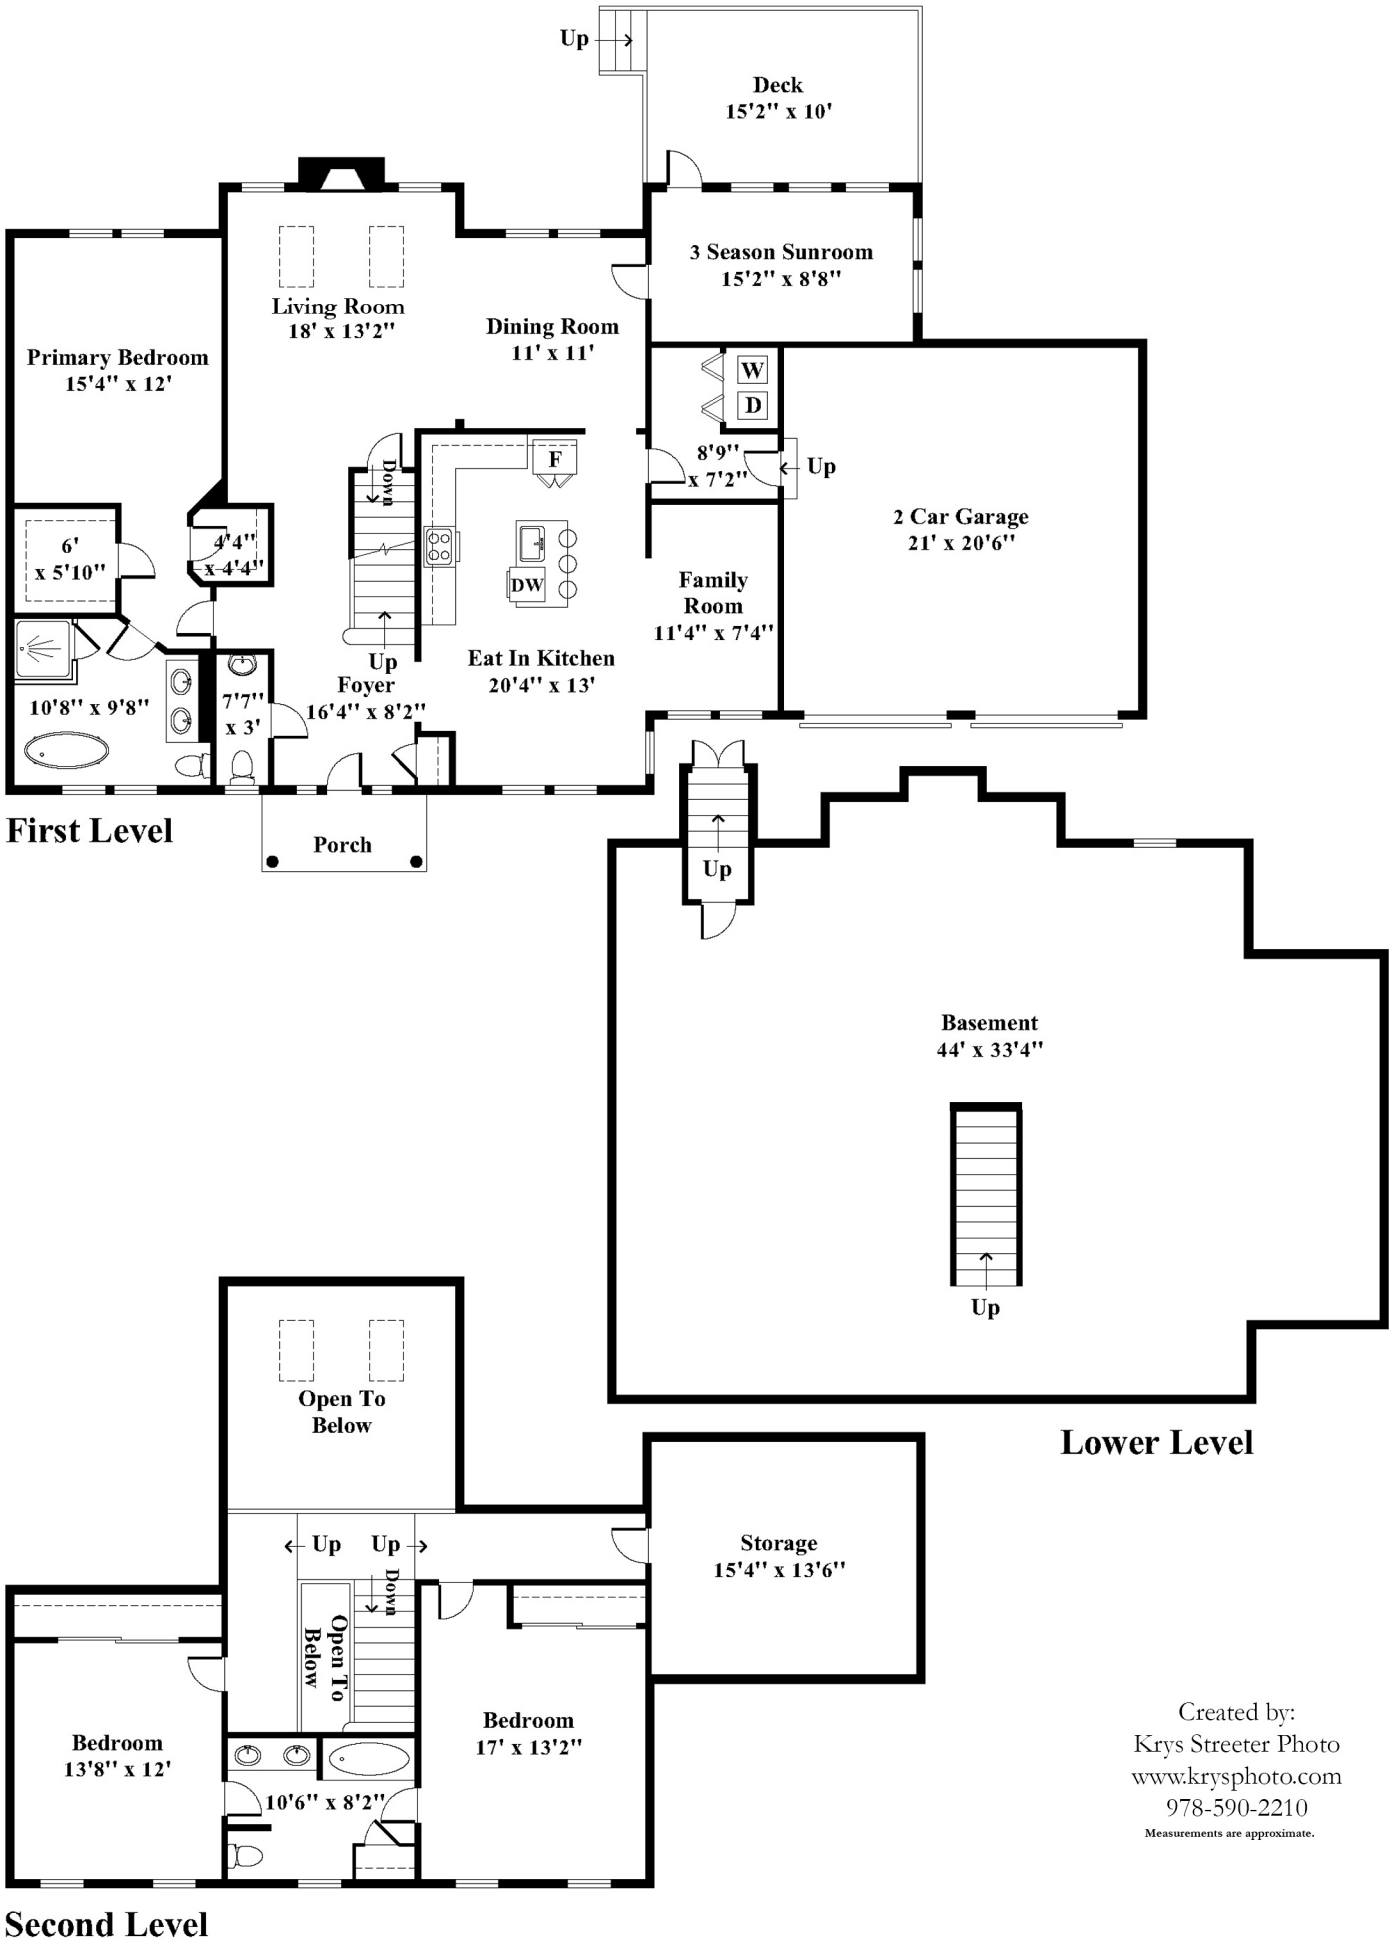 Up
Deck
15'2" x 10'
3 Season Sunroom
15'2" x 8'8"
Living Room
18' x 13'2"
Dining Room
11' x 11'
Primary Bedroom
15'4" x 12'
W
D
8'9"
x 7'2"
Up
F
Down
2 Car Garage
21' x 20'6"
6'
x 5'10"
4'4"
x 4'4"
DW
Family
Room
11'4" x 7'4"
Up
Eat In Kitchen
20'4" x 13'
Foyer
16'4" x 8'2"
10'8" x 9'8"
7'7"
x 3'
First Level
Porch
Up
Basement
44' x 33'4"
Up
Lower Level
Open To
Below
Up
Up
Down
Open To
Below
Storage
15'4" x 13'6"
Bedroom
13'8" x 12'
Bedroom
17' x 13'2"
10'6" x 8'2"
Second Level
Created by:
Krys Streeter Photo
www.krysphoto.com
978-590-2210
Measurements are approximate.